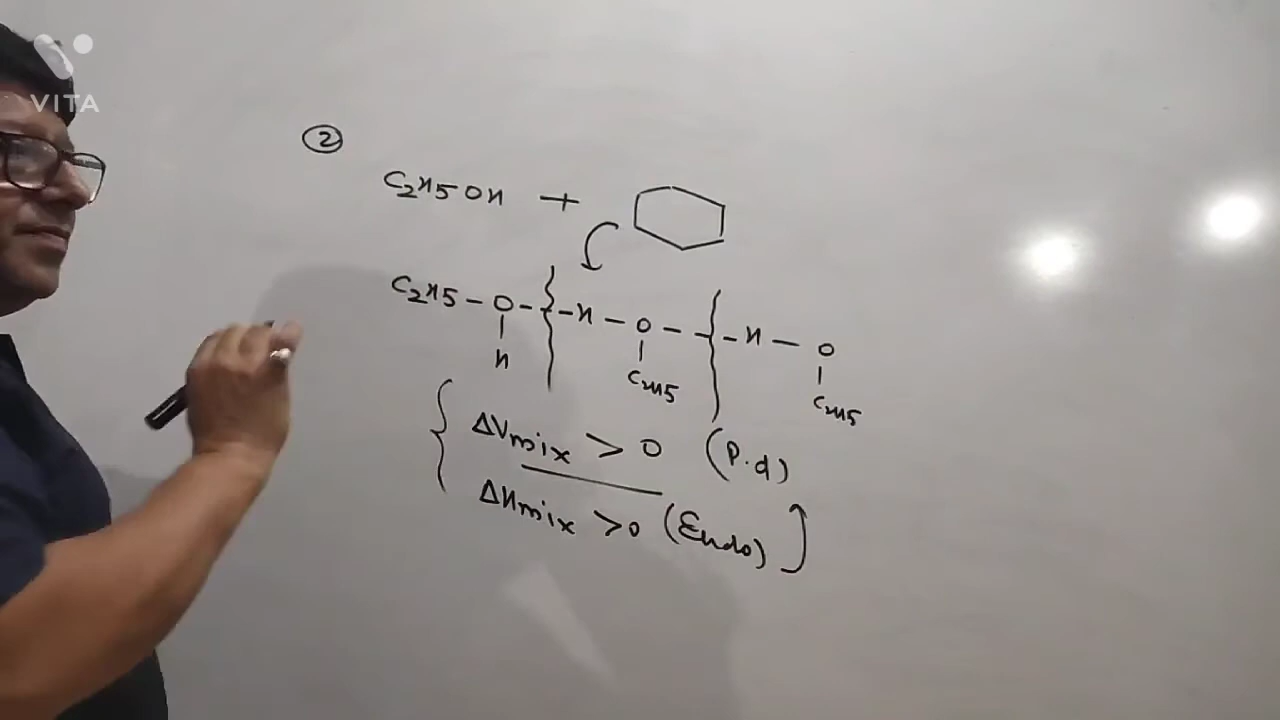 VITA
2
C2H5OH +
C2H5 - O - - H - O - - - H - O
H C2H5 C2H5
ΔVmix > 0 (P.d)
ΔHmix > 0 (Endo)